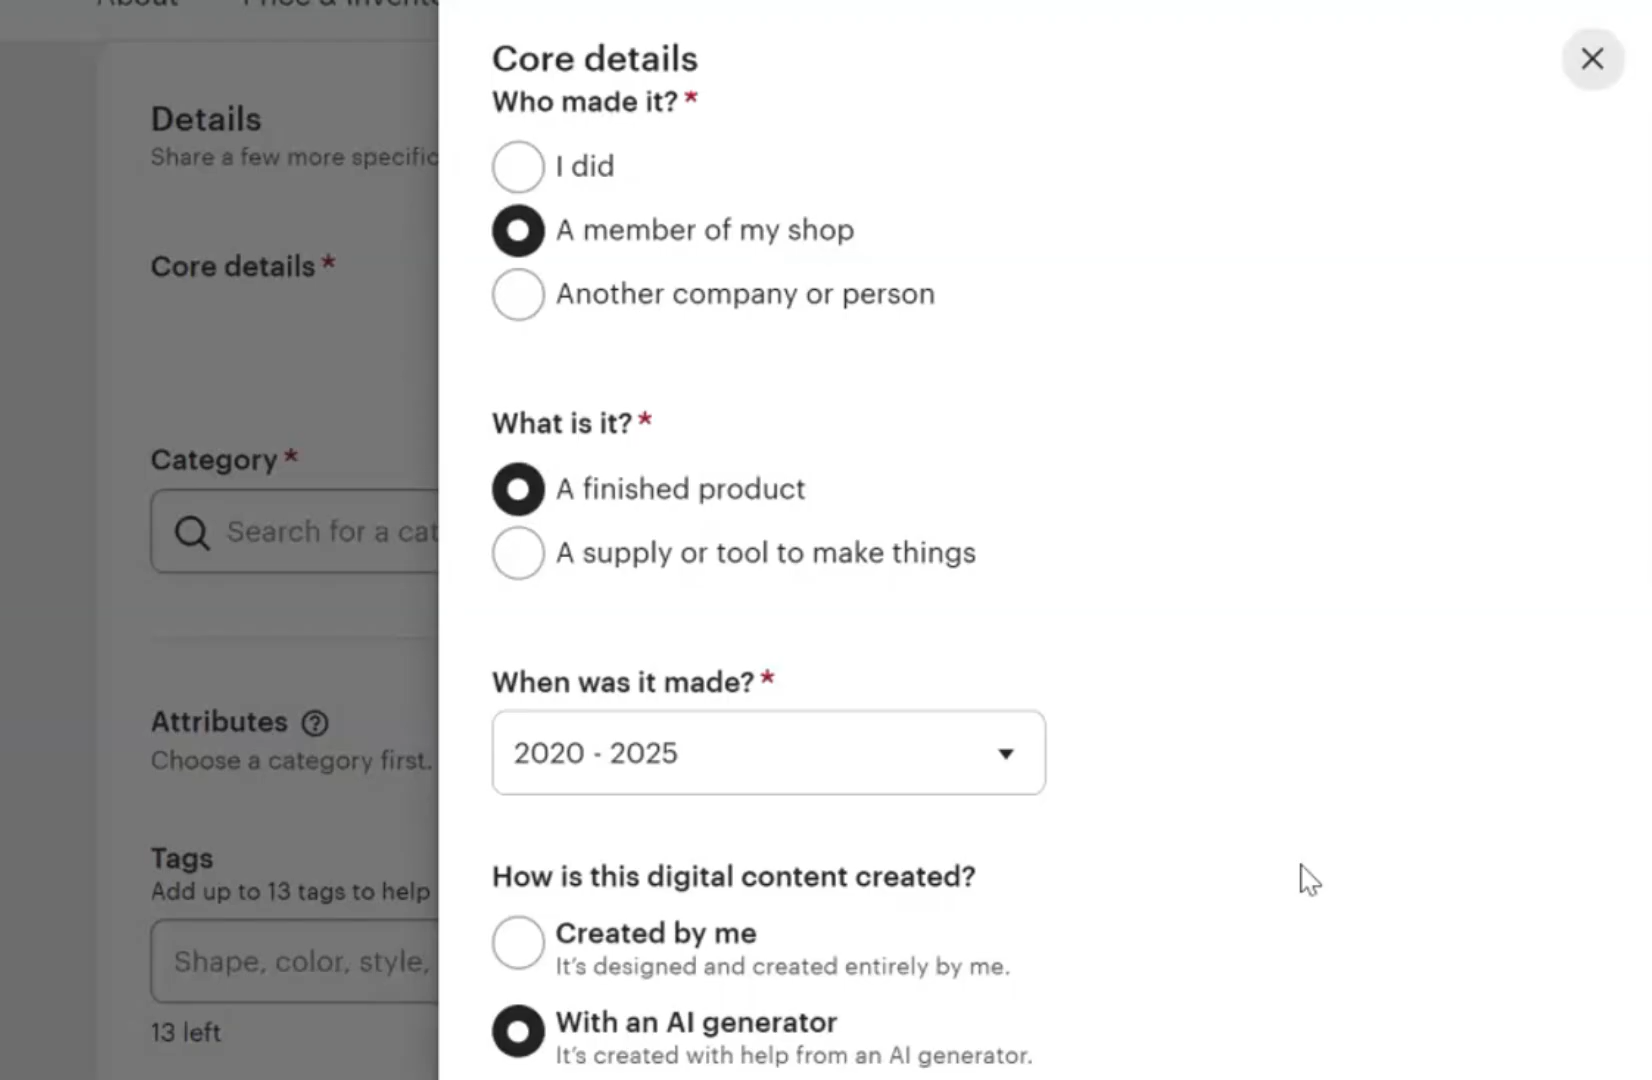 Core details
Who made it? *
I did
A member of my shop
Another company or person
What is it? *
A finished product
A supply or tool to make things
When was it made? *
2020 - 2025
How is this digital content created?
Created by me
It's designed and created entirely by me.
With an AI generator
It's created with help from an AI generator.
About
Details
Share a few more specific
Core details *
Category *
Search for a cat
Attributes ?
Choose a category first.
Tags
Add up to 13 tags to help
Shape, color, style,
13 left